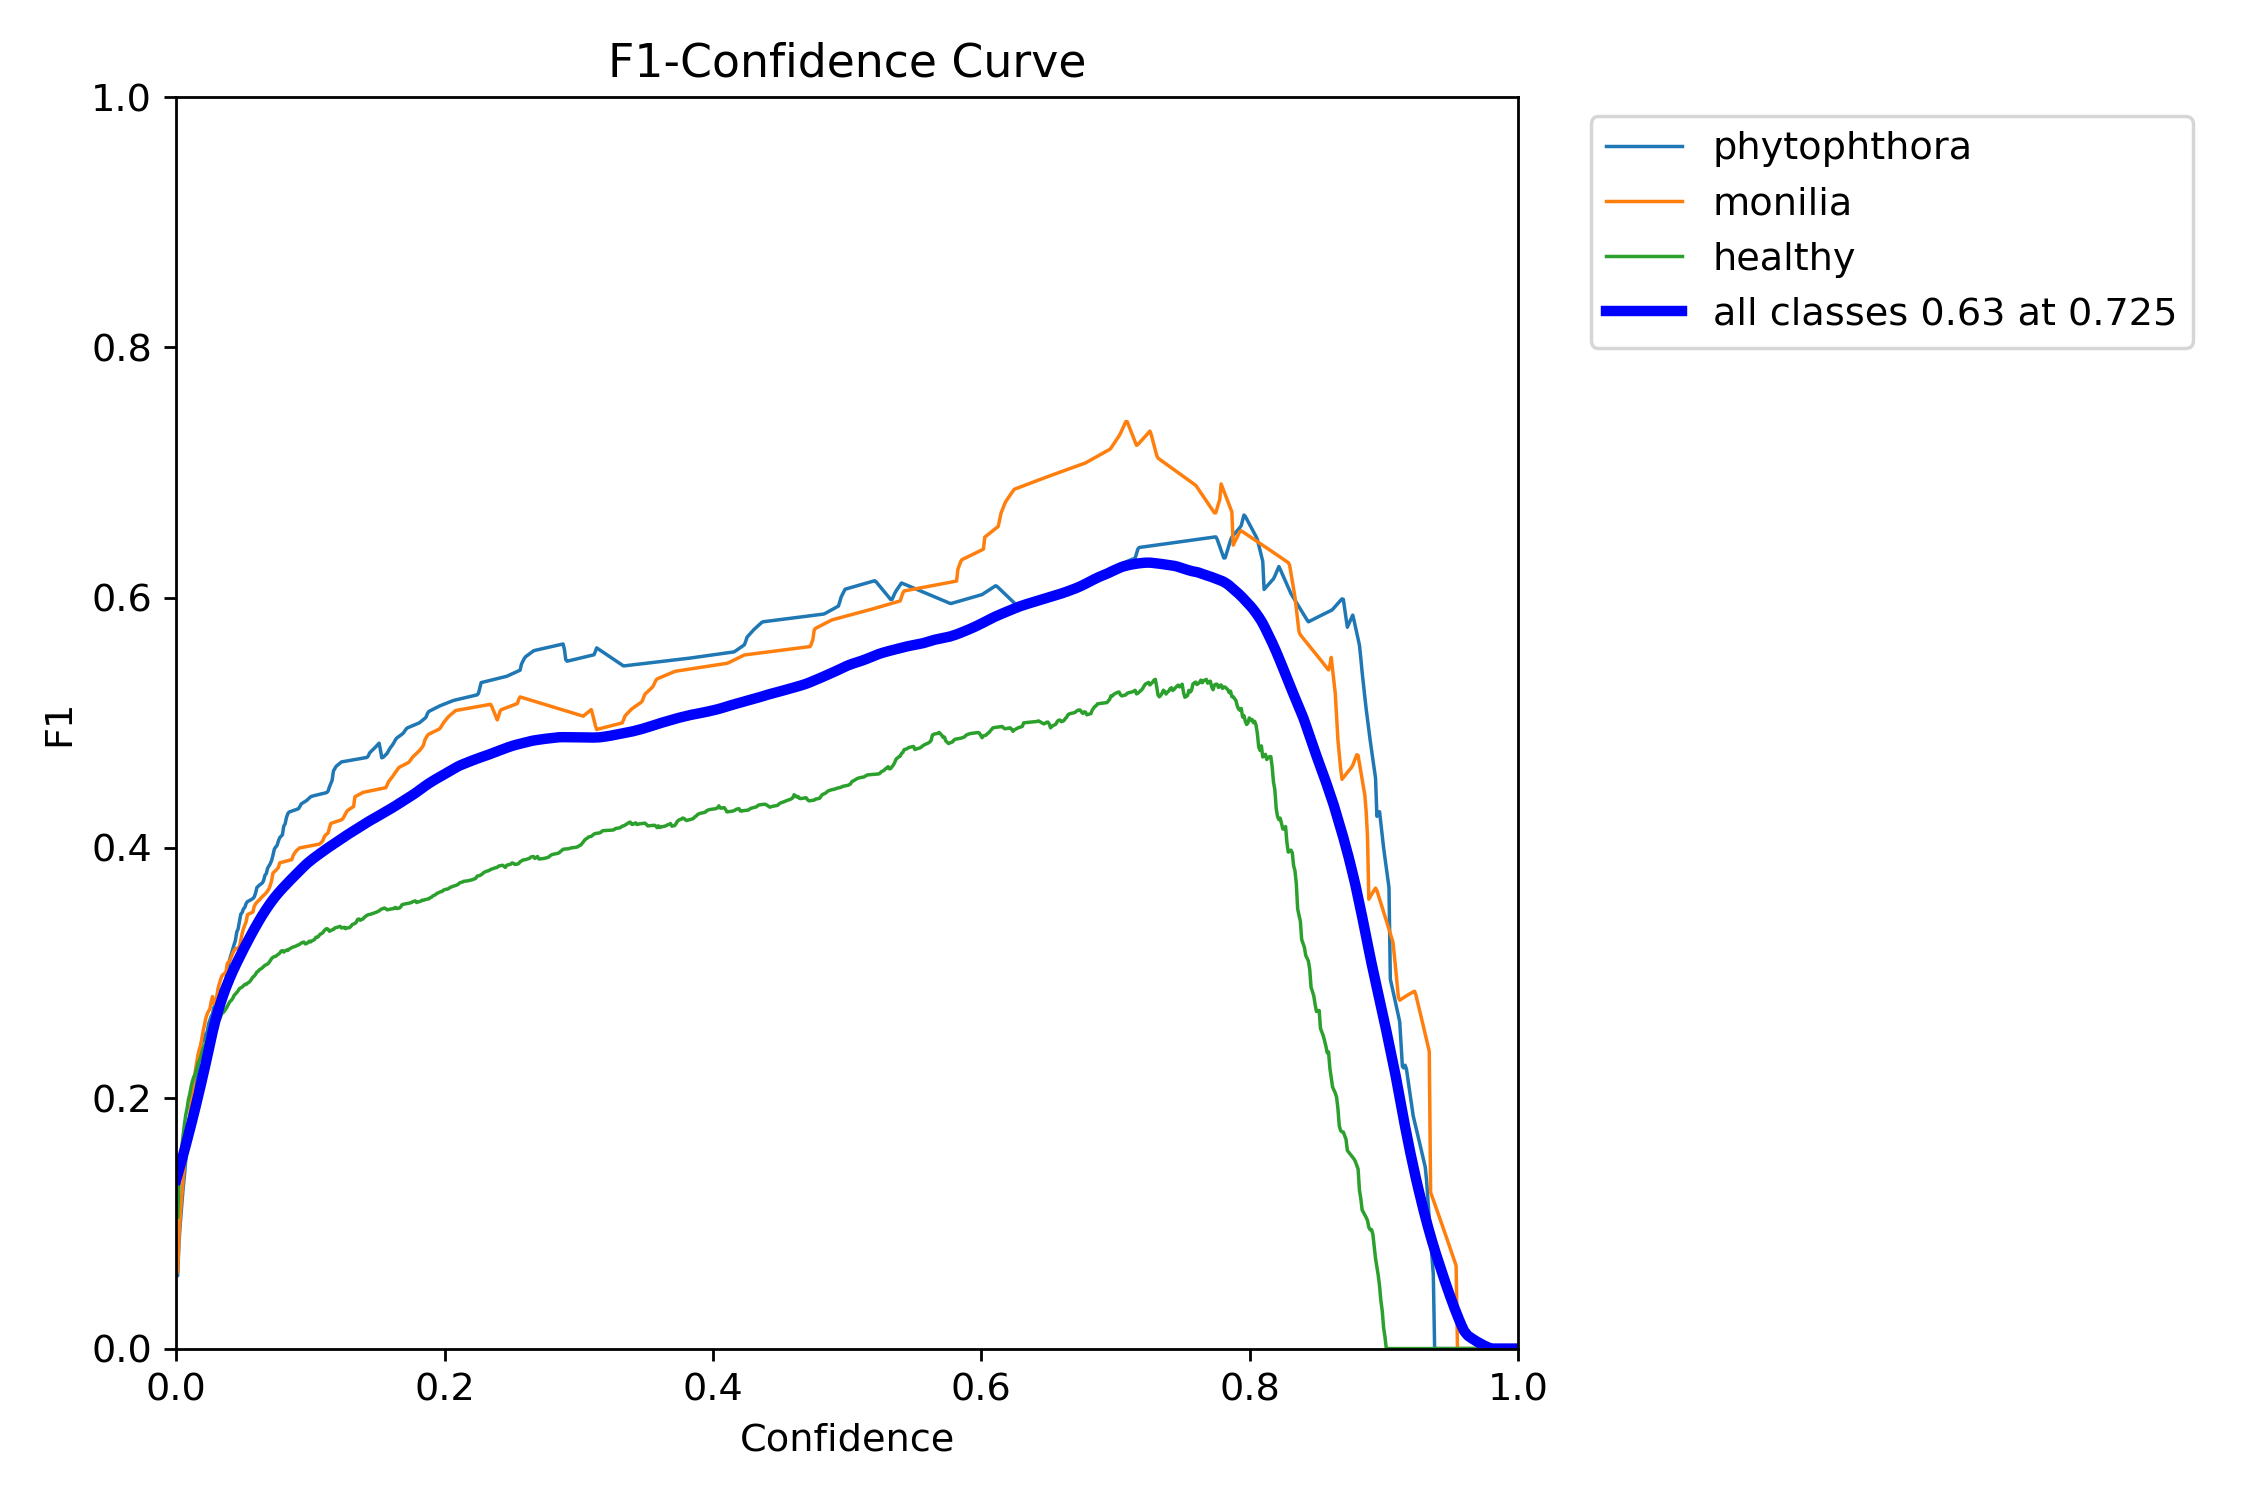 F1-Confidence Curve
1.0
0.8
0.6
0.4
0.2
0.0
F1
0.0 0.2 0.4 0.6 0.8 1.0
Confidence
phytophthora
monilia
healthy
all classes 0.63 at 0.725